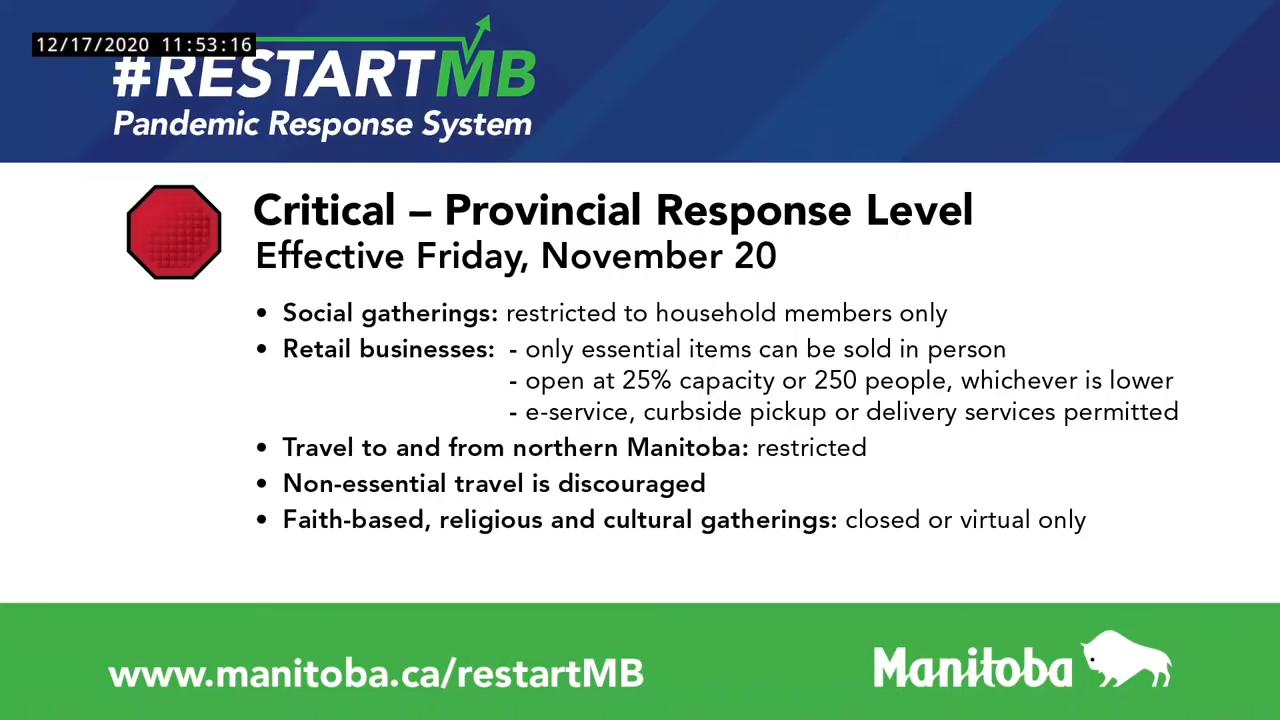 12/17/2020 11:53:16
#RESTARTMB
Pandemic Response System
Critical – Provincial Response Level
Effective Friday, November 20
• Social gatherings: restricted to household members only
• Retail businesses: - only essential items can be sold in person
- open at 25% capacity or 250 people, whichever is lower
- e-service, curbside pickup or delivery services permitted
• Travel to and from northern Manitoba: restricted
• Non-essential travel is discouraged
• Faith-based, religious and cultural gatherings: closed or virtual only
www.manitoba.ca/restartMB
Manitoba